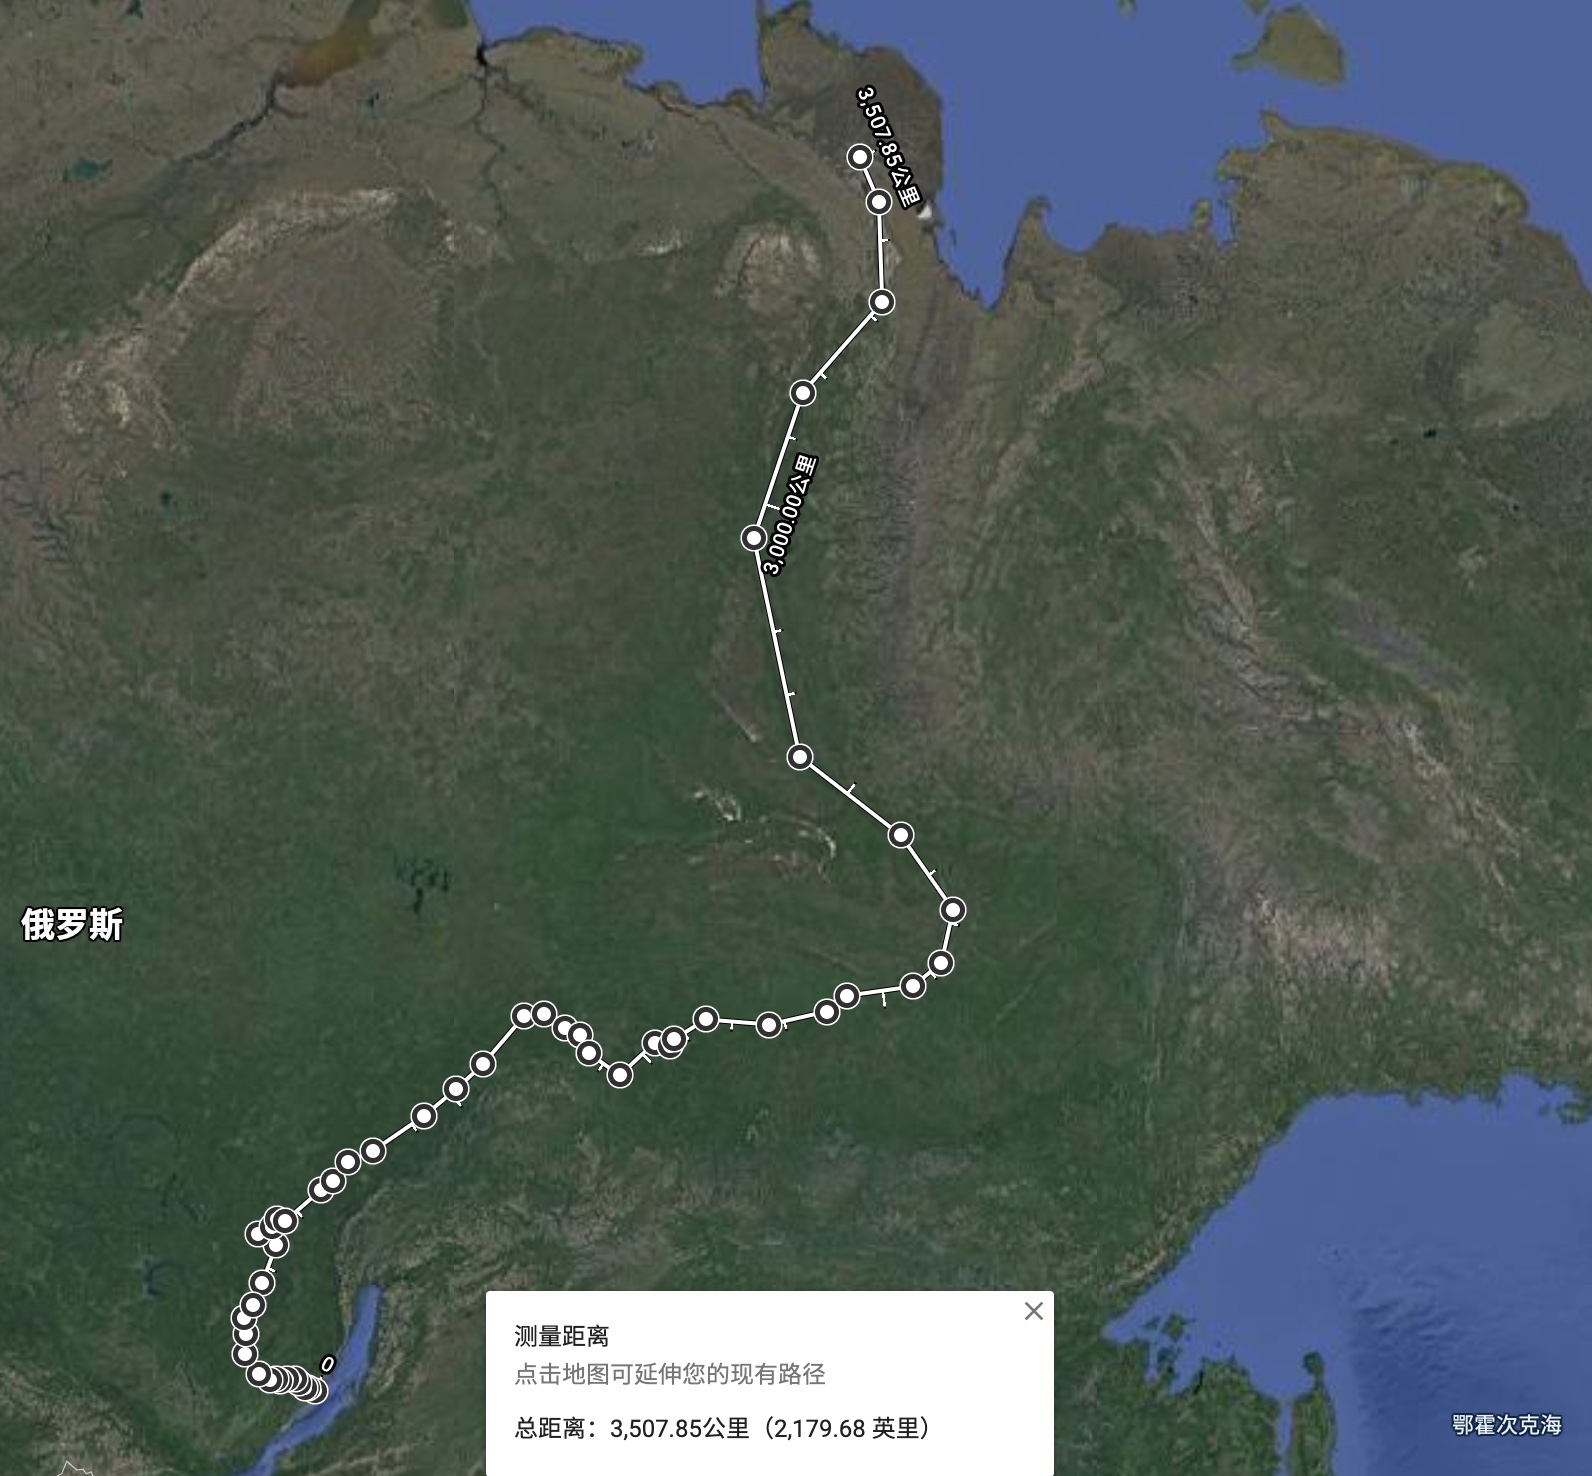 3,507.85公里
3,000.00公里
俄罗斯
0
测量距离
点击地图可延伸您的现有路径
总距离：3,507.85公里（2,179.68 英里）
鄂霍次克海